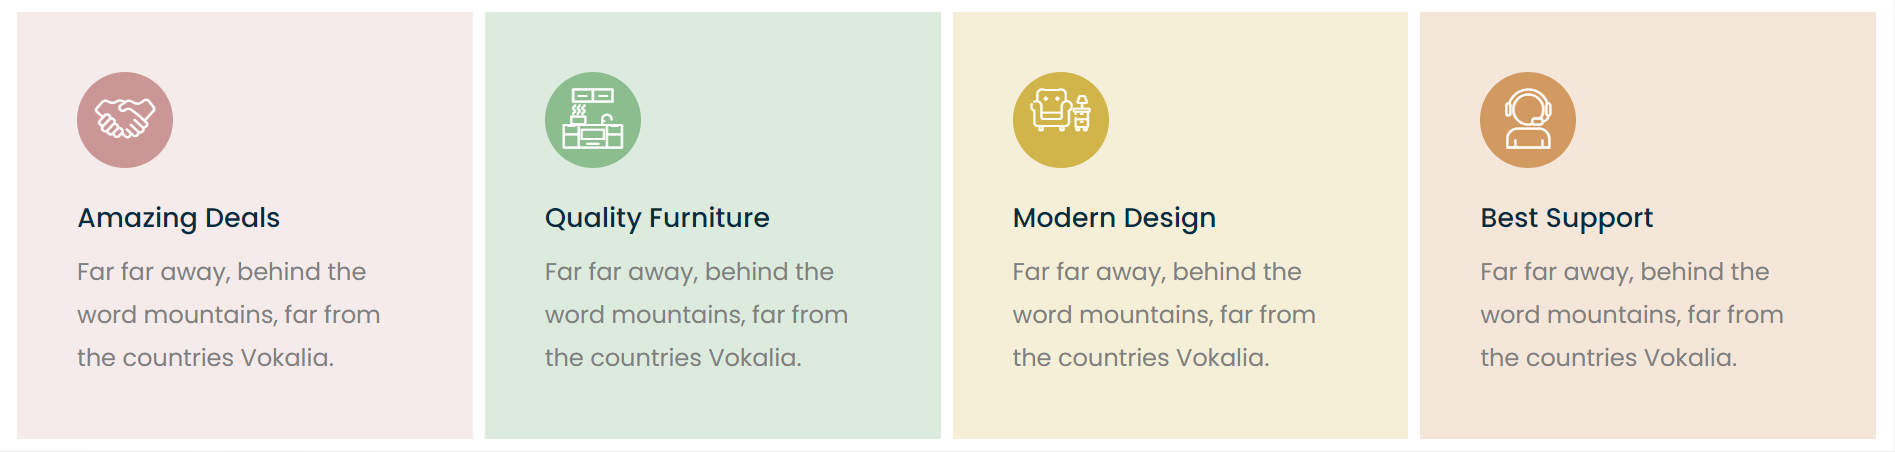 Amazing Deals
Far far away, behind the
word mountains, far from
the countries Vokalia.
Quality Furniture
Far far away, behind the
word mountains, far from
the countries Vokalia.
Modern Design
Far far away, behind the
word mountains, far from
the countries Vokalia.
Best Support
Far far away, behind the
word mountains, far from
the countries Vokalia.